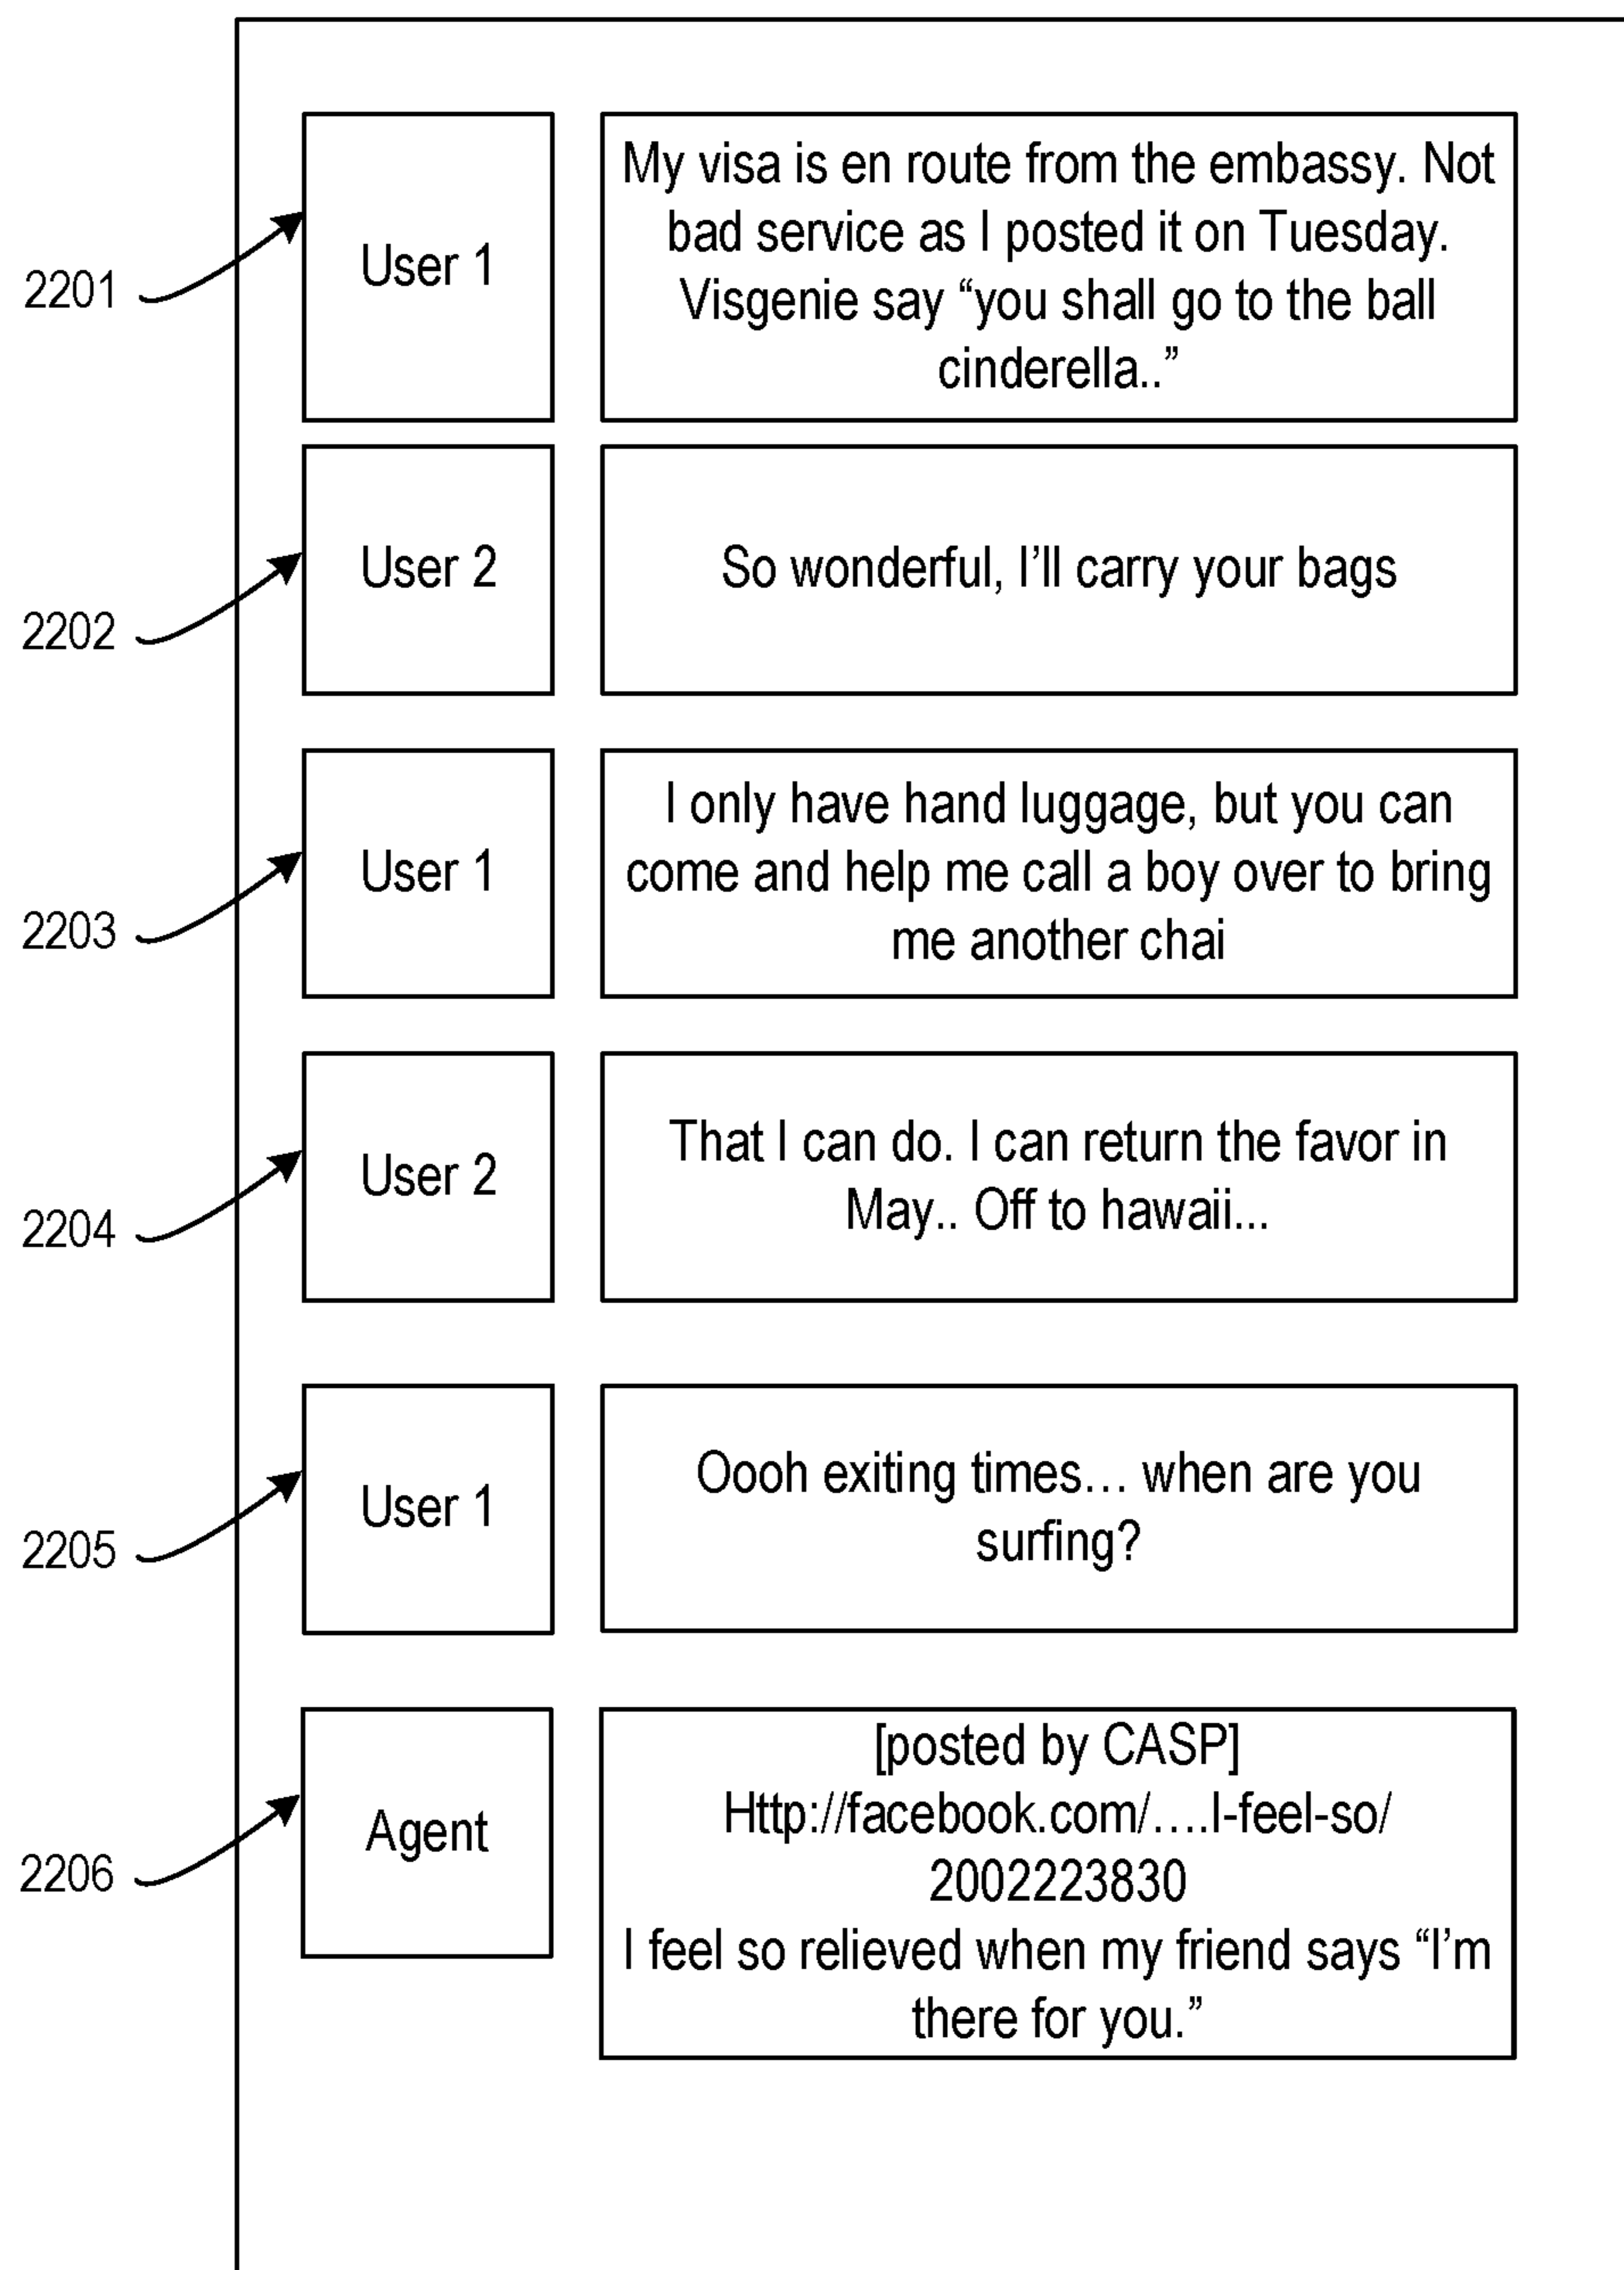 2201
User 1
My visa is en route from the embassy. Not
bad service as I posted it on Tuesday.
Visgenie say “you shall go to the ball
cinderella..”
2202
User 2
So wonderful, I’ll carry your bags
2203
User 1
I only have hand luggage, but you can
come and help me call a boy over to bring
me another chai
2204
User 2
That I can do. I can return the favor in
May.. Off to hawaii...
2205
User 1
Oooh exiting times... when are you
surfing?
2206
Agent
[posted by CASP]
Http://facebook.com/….I-feel-so/
2002223830
I feel so relieved when my friend says “I’m
there for you.”